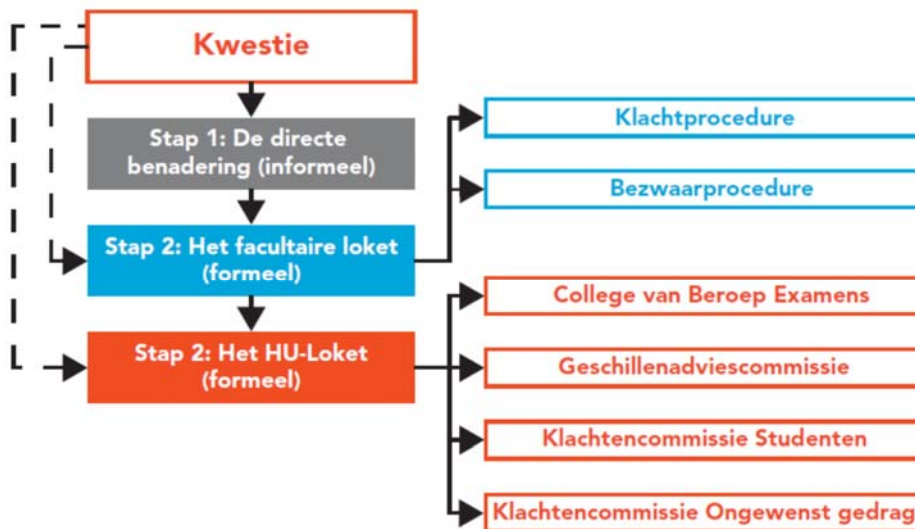 Kwestie
Stap 1: De directe
benadering (informeel)
Stap 2: Het facultaire loket
(formeel)
Stap 2: Het HU-Loket
(formeel)
Klachtprocedure
Bezwaarprocedure
College van Beroep Examens
Geschillenadviescommissie
Klachtencommissie Studenten
Klachtencommissie Ongewenst gedrag